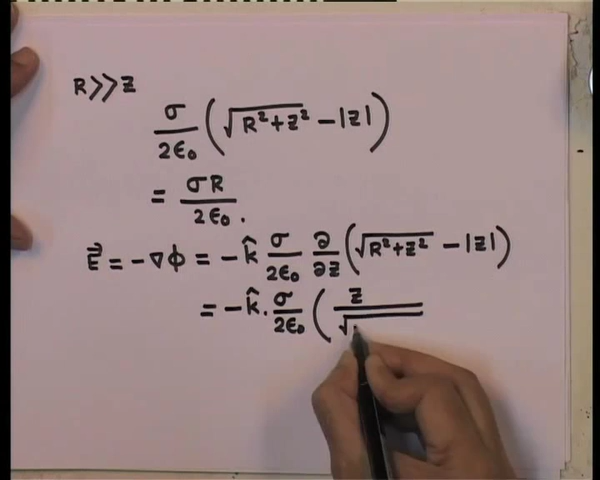 R>>Z
σ/2ϵ₀ (√R²+Z² − |Z|)
= σR/2ϵ₀.
E⃗ = −∇ϕ = −k̂ σ/2ϵ₀ ∂/∂Z (√R²+Z² − |Z|)
= −k̂. σ/2ϵ₀ ( Z/√